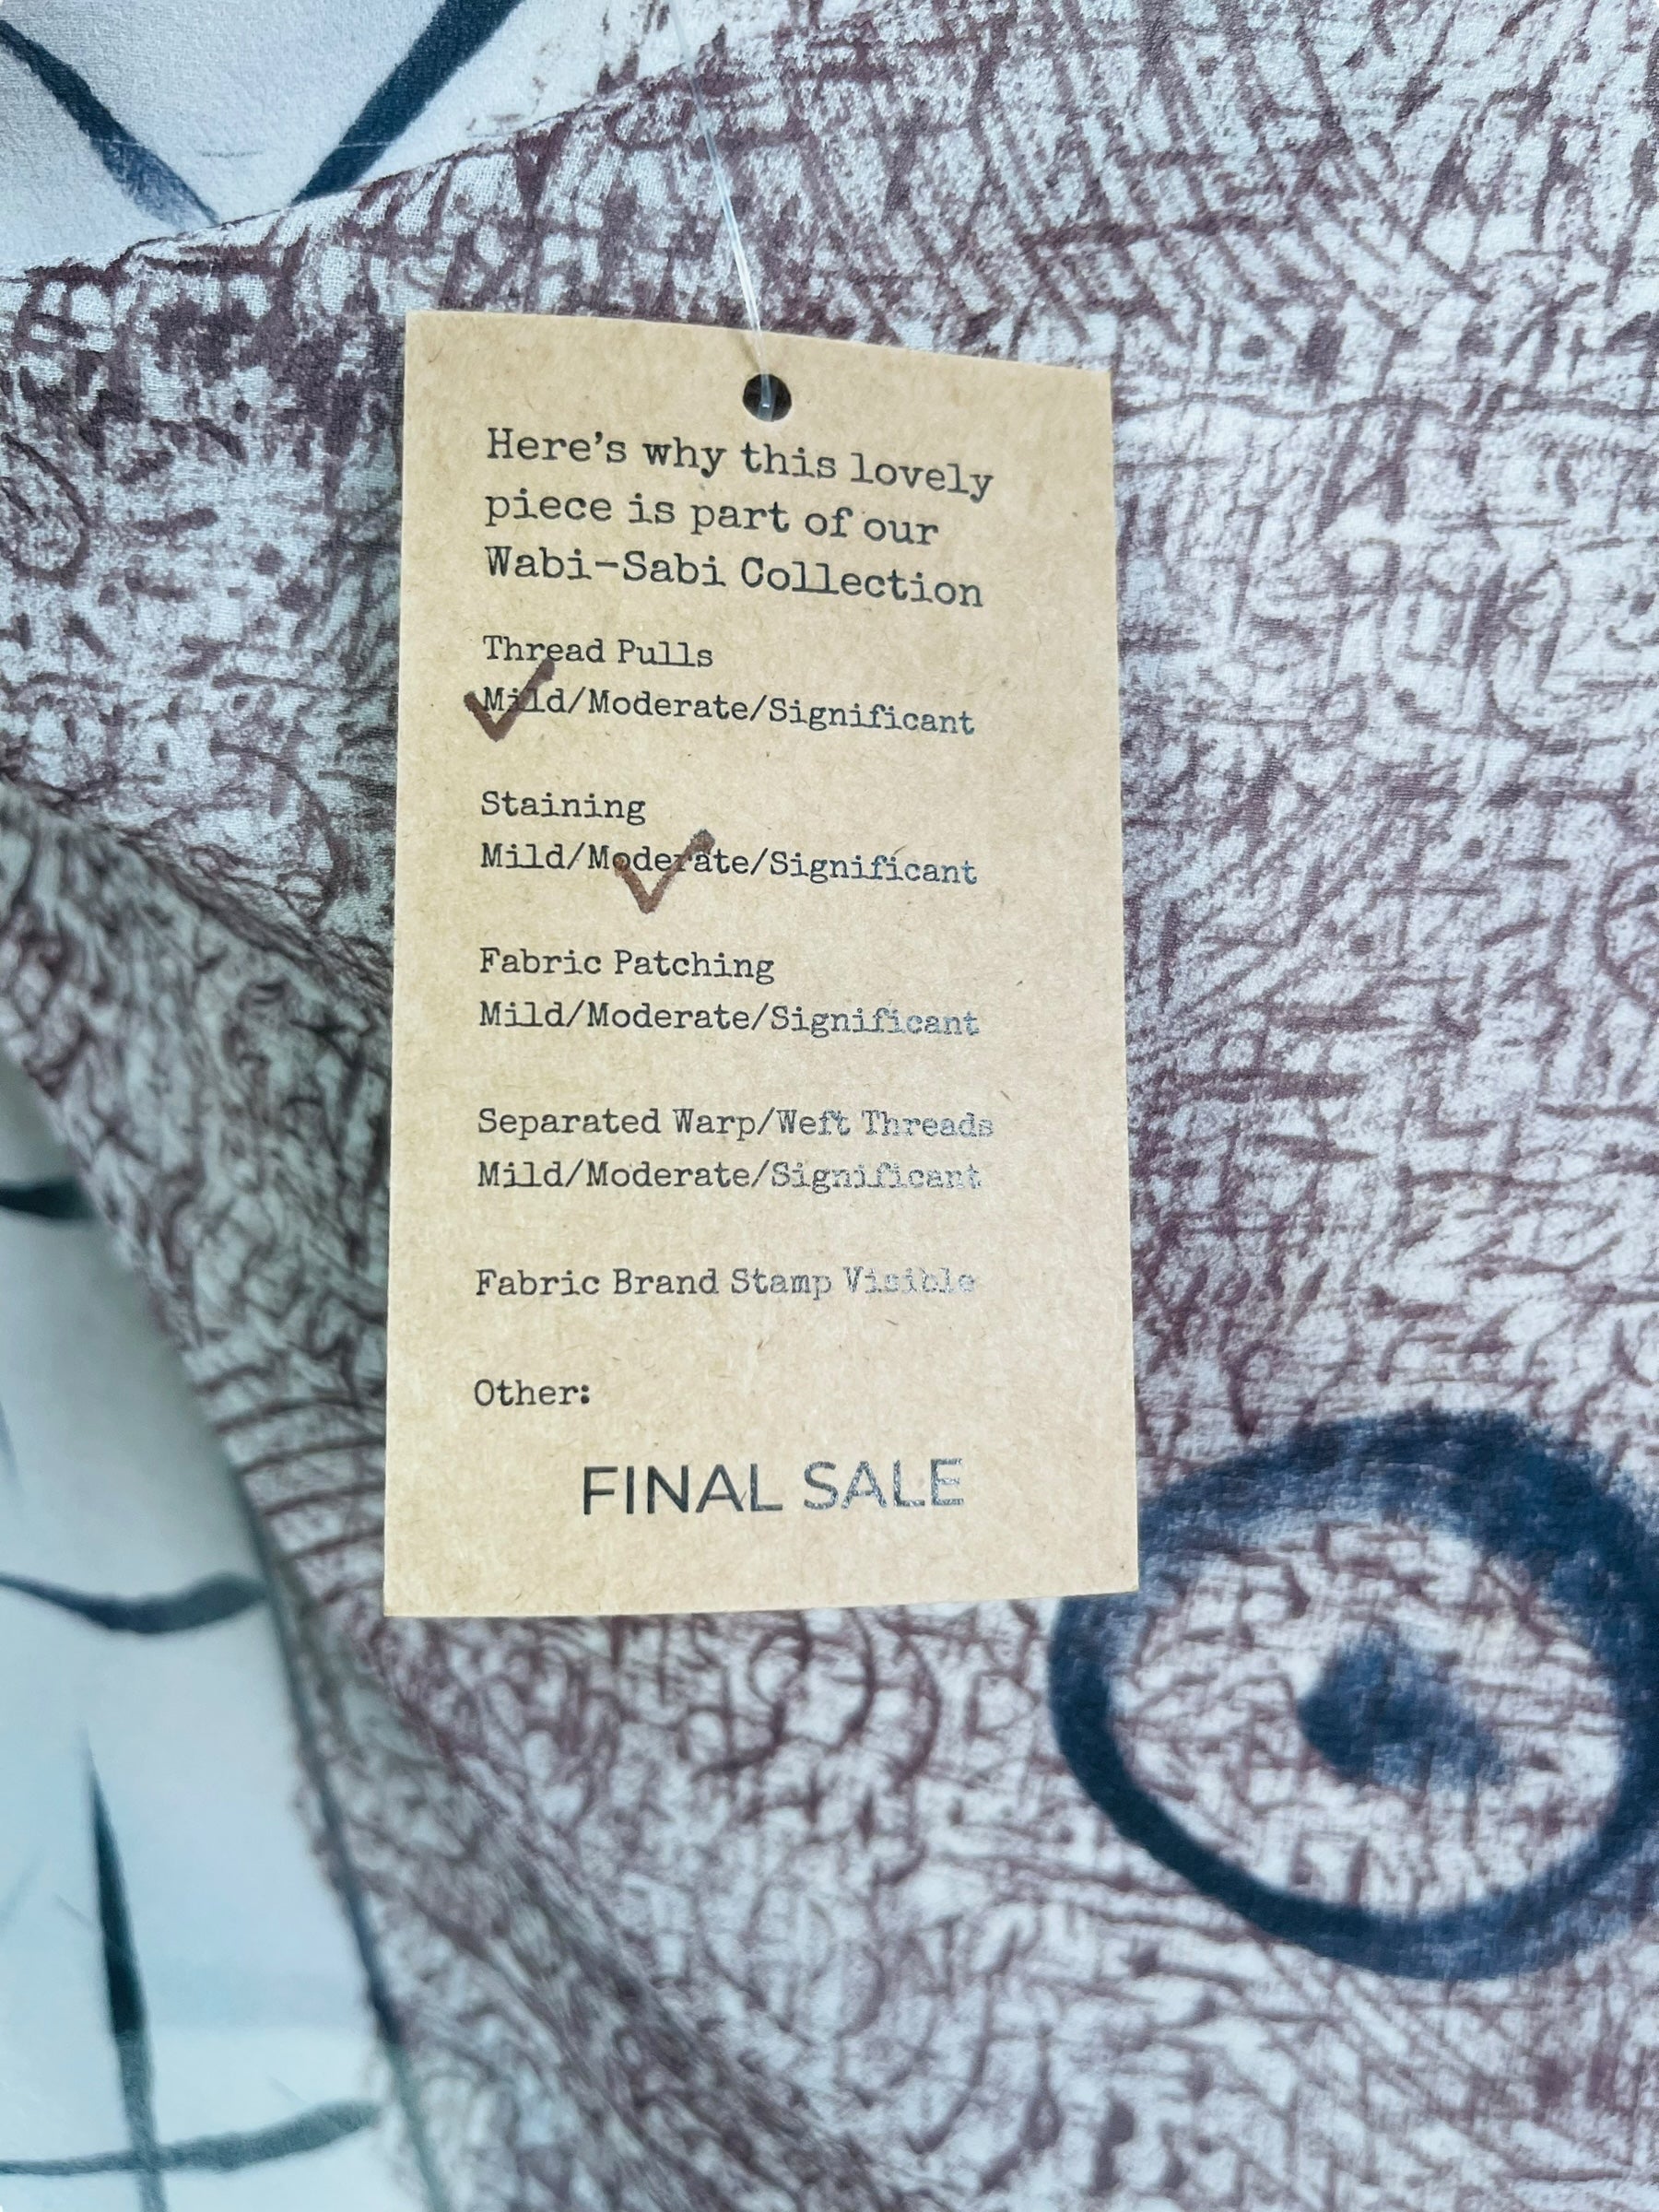 Here’s why this lovely
piece is part of our
Wabi-Sabi Collection
Thread Pulls
Mild/Moderate/Significant
Staining
Mild/Moderate/Significant
Fabric Patching
Mild/Moderate/Significant
Separated Warp/Weft Threads
Mild/Moderate/Significant
Fabric Brand Stamp Visible
Other:
FINAL SALE